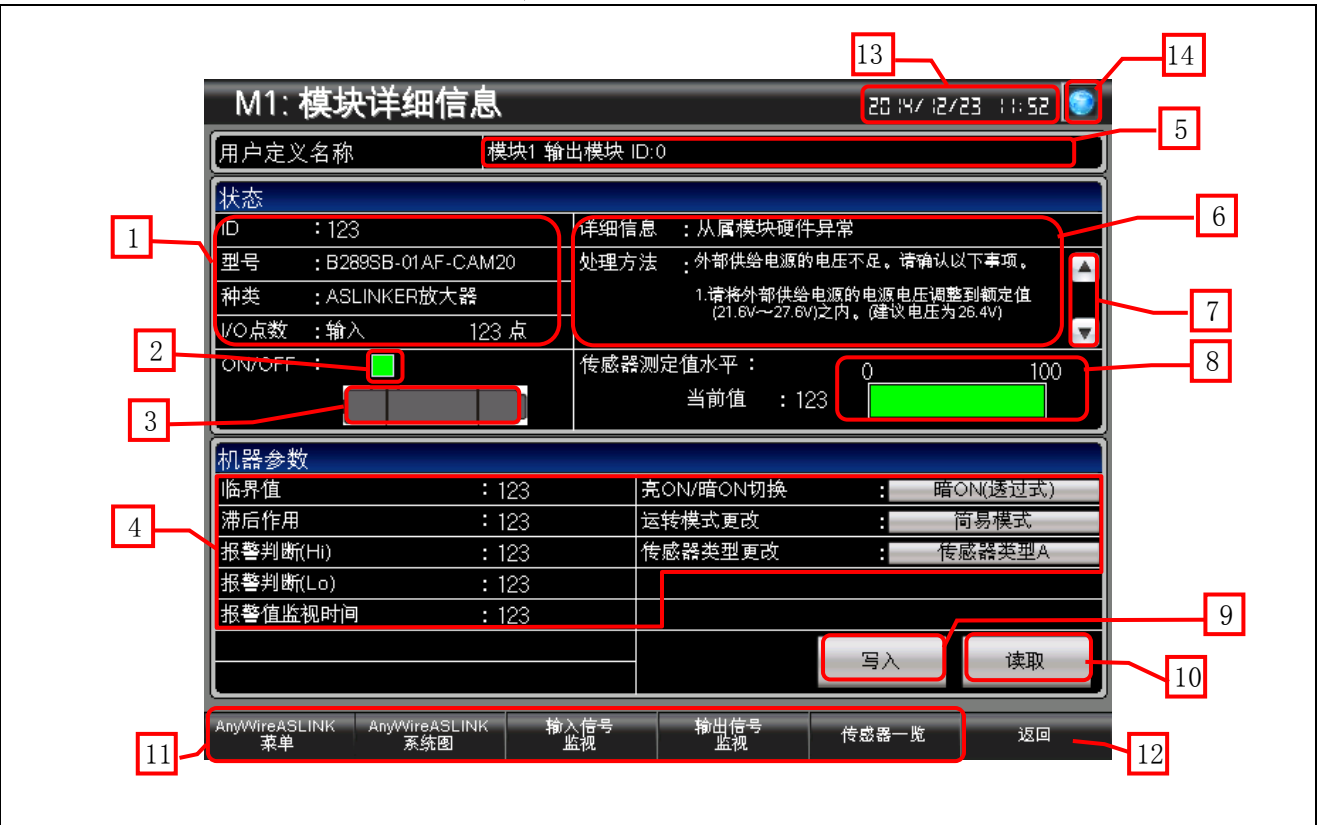 13
14
M1: 模块详细信息
2014/12/23 11:52
5
用户定义名称
模块1 输出模块 ID:0
状态
1
6
ID : 123
详细信息 : 从属模块硬件异常
型号 : B289SB-01AF-CAM20
处理方法 : 外部供给电源的电压不足。请确认以下事项。
种类 : ASLINKER放大器
1.请将外部供给电源的电源电压调整到额定值
(21.6V～27.6V)之内。(建议电压为26.4V)
7
I/O点数 : 输入 123 点
2
ON/OFF :
传感器测定值水平 :
8
0 100
当前值 : 123
3
机器参数
临界值 : 123
亮ON/暗ON切换 : 暗ON(透过式)
4
滞后作用 : 123
运转模式更改 : 简易模式
报警判断(Hi) : 123
传感器类型更改 : 传感器类型A
报警判断(Lo) : 123
报警值监视时间 : 123
9
写入
读取
10
AnyWireASLINK
菜单
AnyWireASLINK
系统图
输入信号
监视
输出信号
监视
传感器一览
返回
11
12